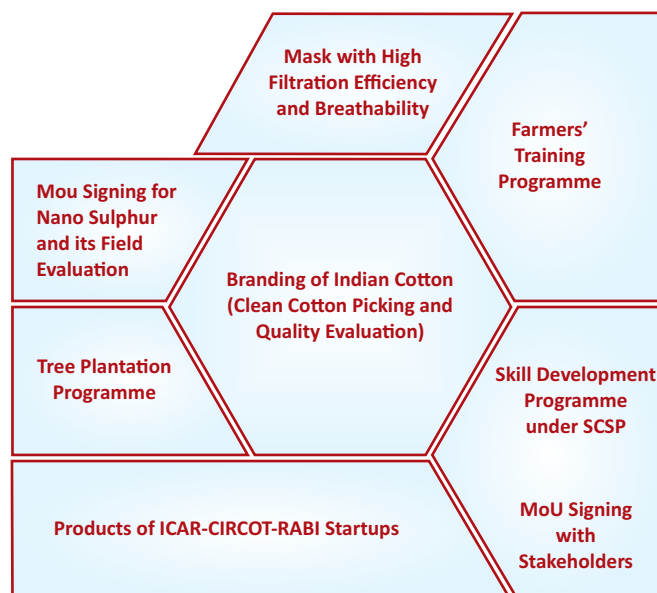 Mask with High
Filtration Efficiency
and Breathability
Farmers’
Training
Programme
Mou Signing for
Nano Sulphur
and its Field
Evaluation
Branding of Indian Cotton
(Clean Cotton Picking and
Quality Evaluation)
Tree Plantation
Programme
Skill Development
Programme
under SCSP
Products of ICAR-CIRCOT-RABI Startups
MoU Signing
with
Stakeholders